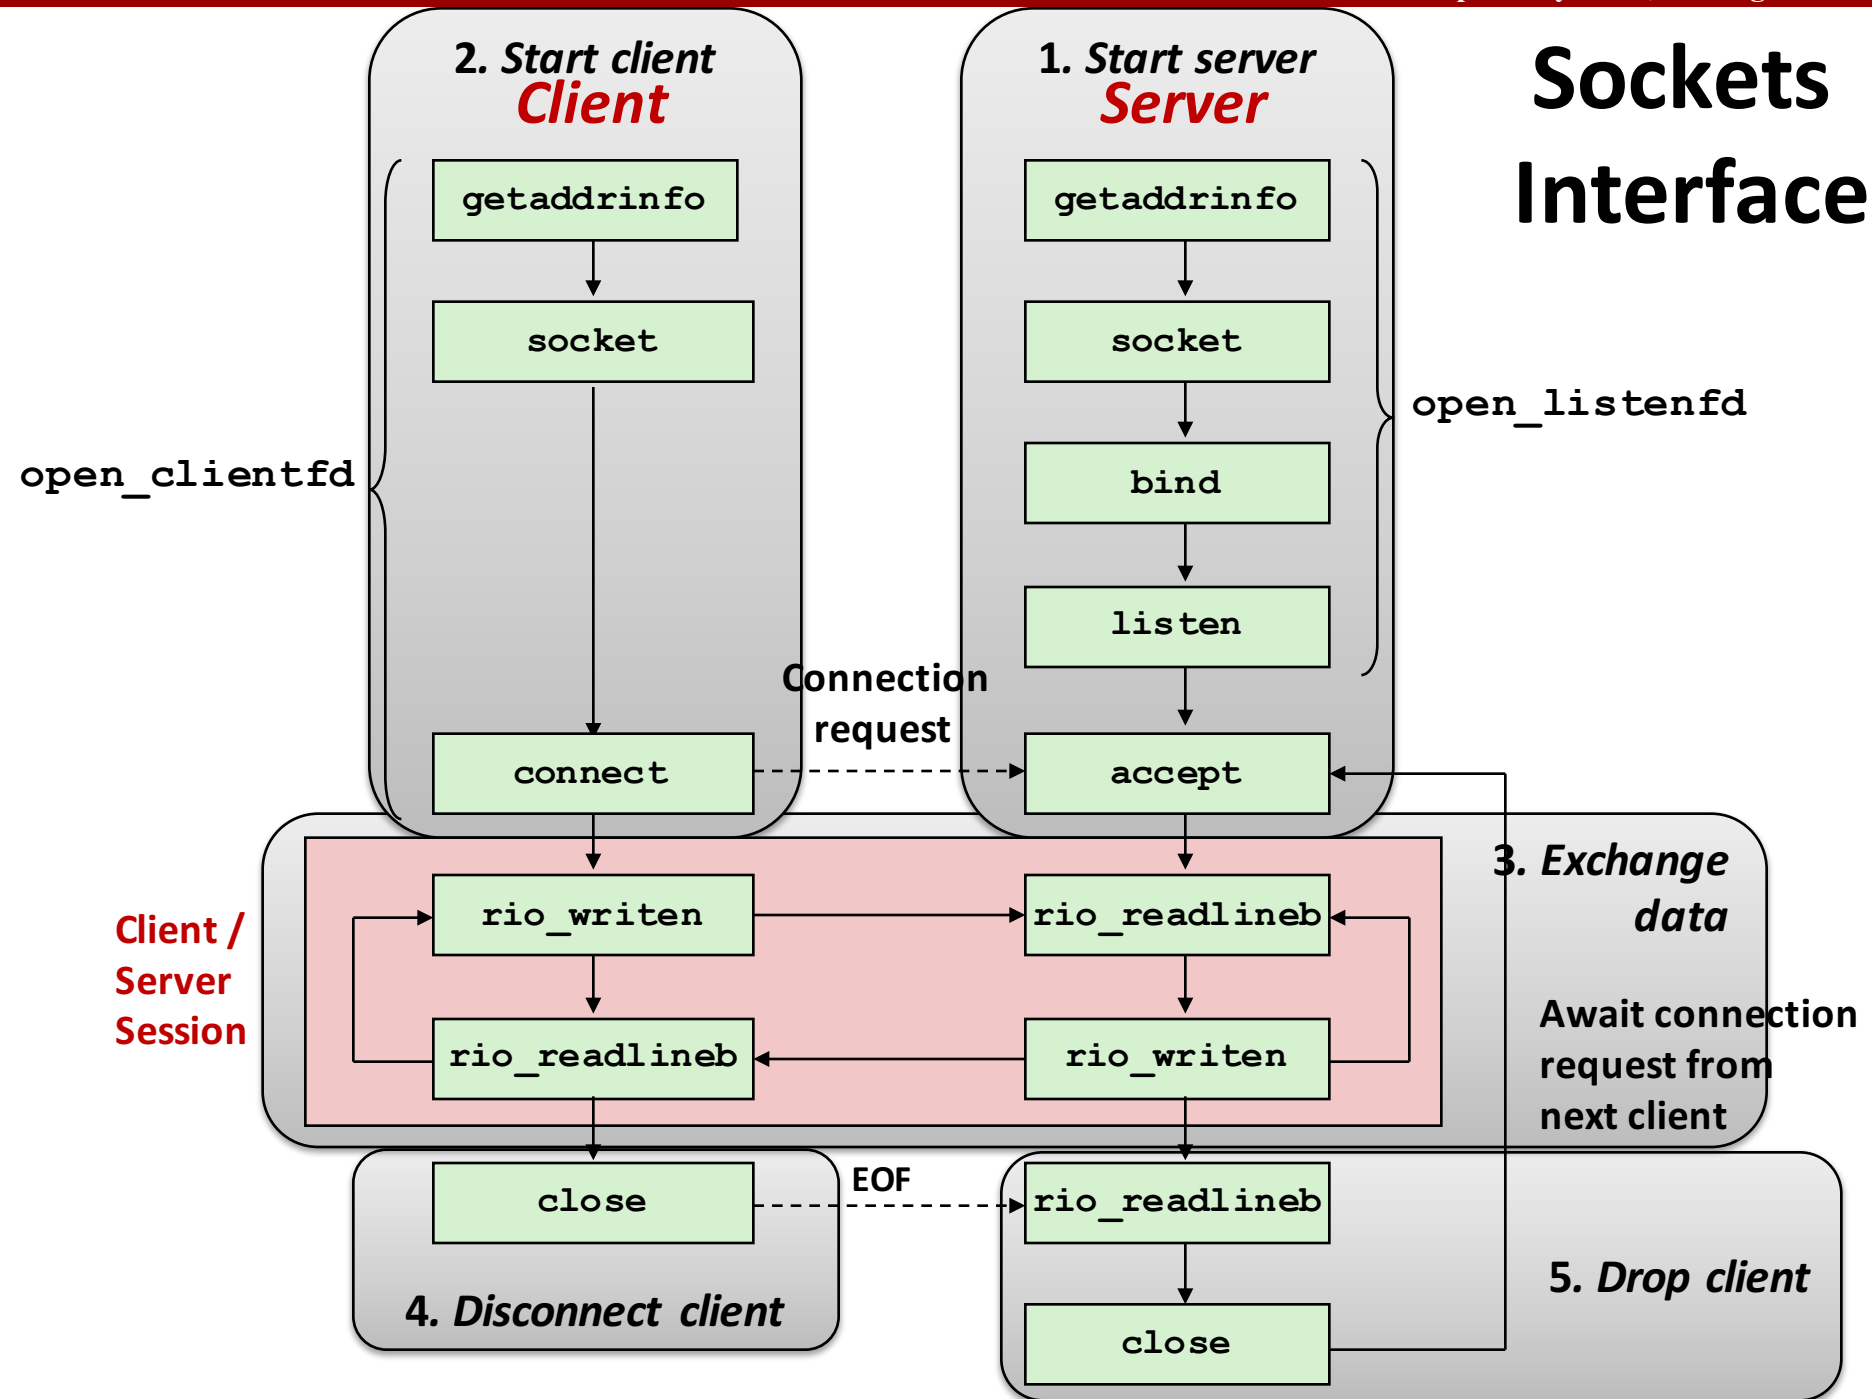 Sockets
Interface
2. Start client
Client
1. Start server
Server
getaddrinfo
getaddrinfo
socket
socket
open_listenfd
open_clientfd
bind
listen
Connection
request
connect
accept
3. Exchange
data
Client /
Server
Session
rio_writen
rio_readlineb
rio_readlineb
rio_writen
Await connection
request from
next client
close
EOF
rio_readlineb
4. Disconnect client
5. Drop client
close